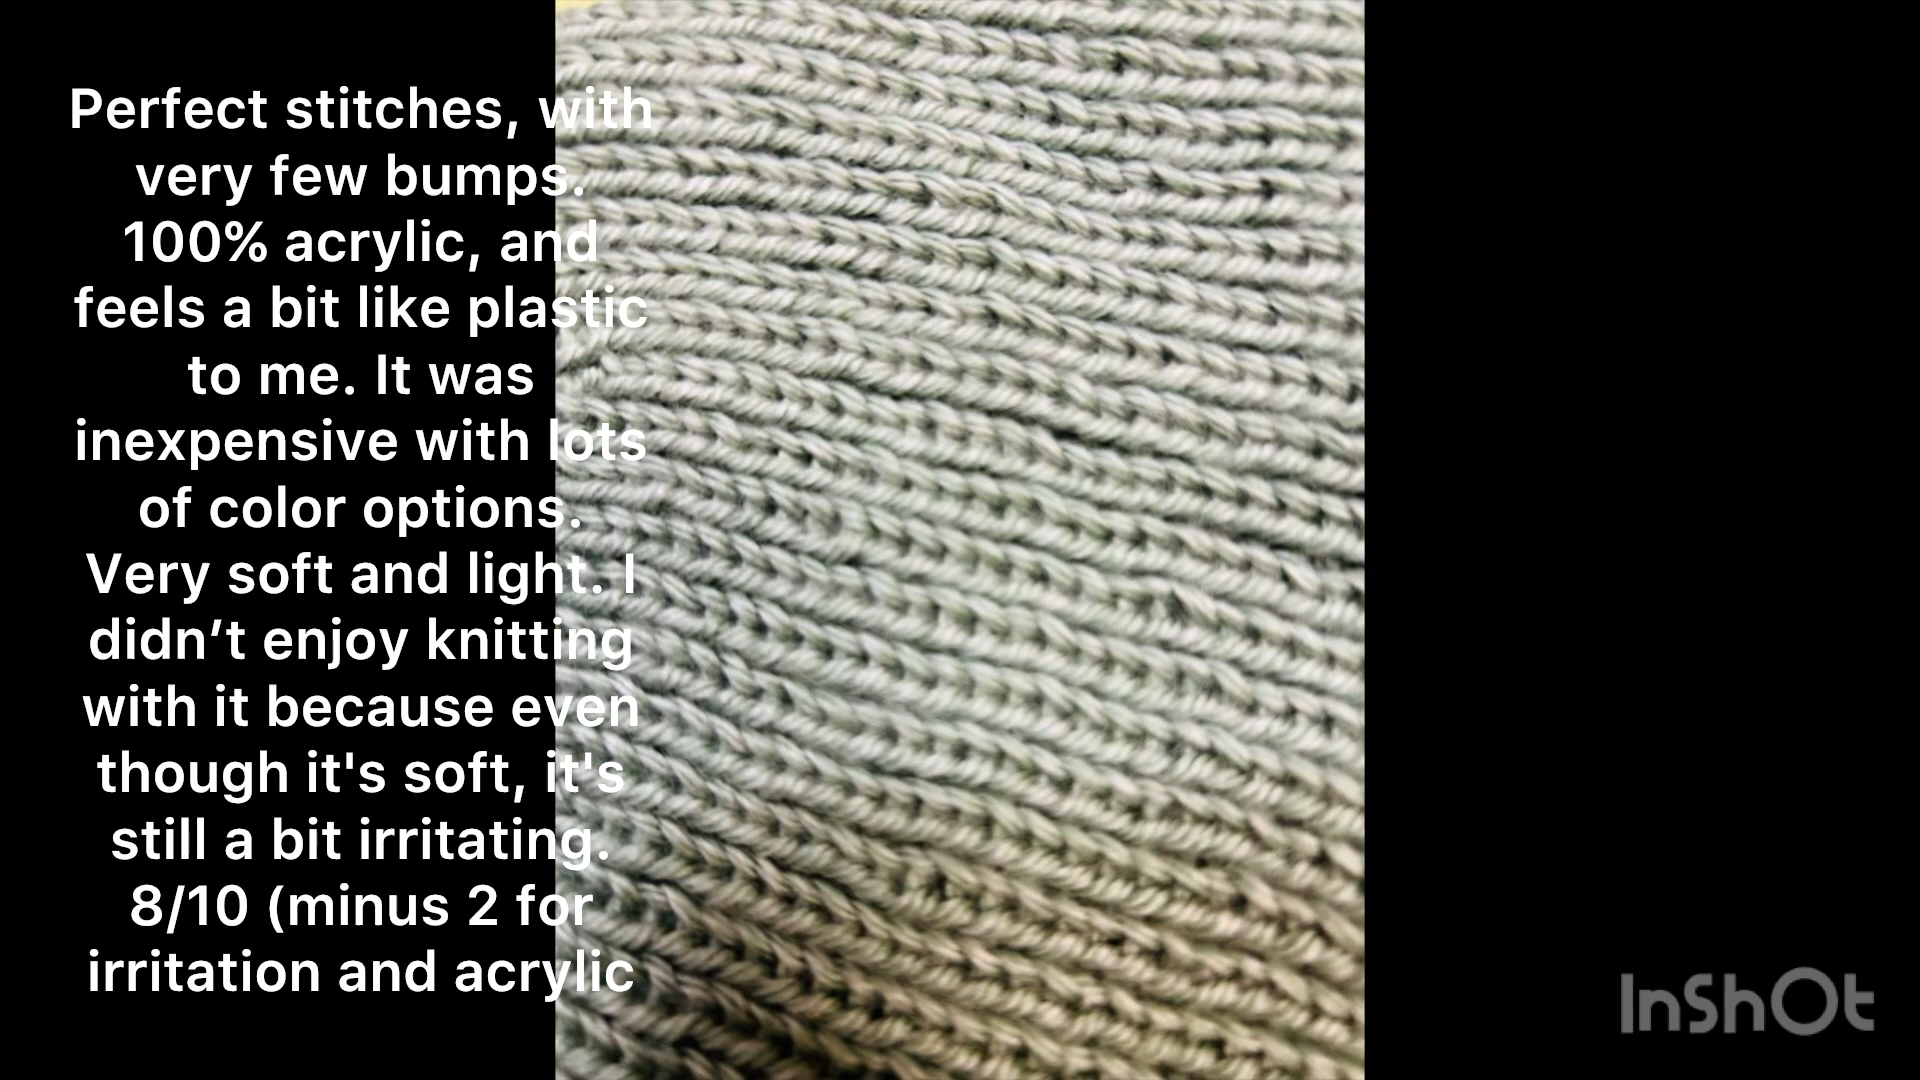 Perfect stitches, with
very few bumps.
100% acrylic, and
feels a bit like plastic
to me. It was
inexpensive with lots
of color options.
Very soft and light. I
didn’t enjoy knitting
with it because even
though it's soft, it's
still a bit irritating.
8/10 (minus 2 for
irritation and acrylic
InShOt